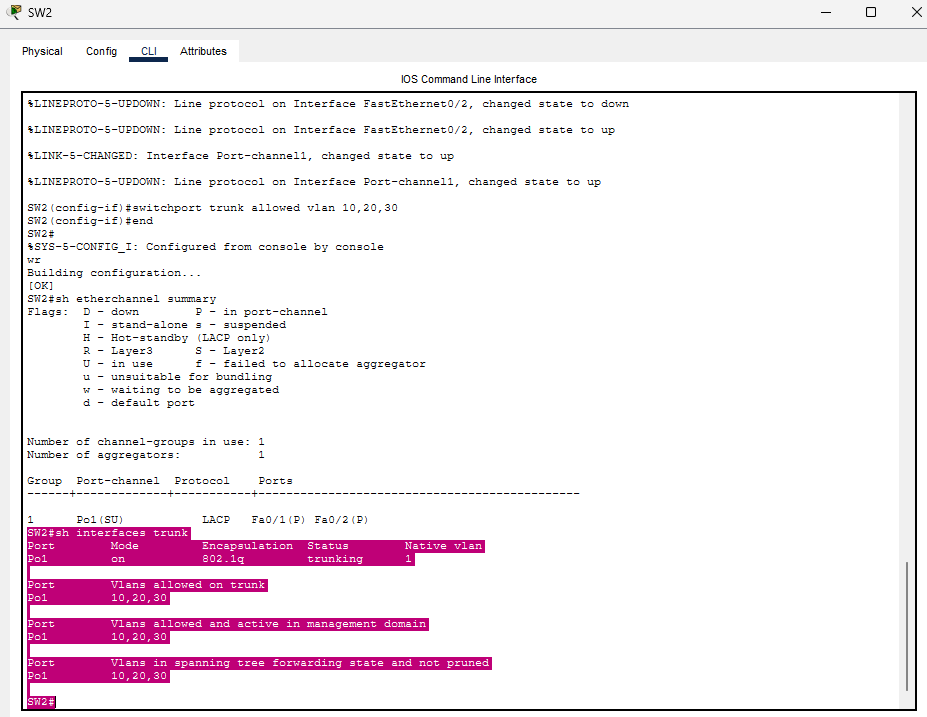 SW2
Physical Config CLI Attributes
IOS Command Line Interface
%LINEPROTO-5-UPDOWN: Line protocol on Interface FastEthernet0/2, changed state to down
%LINEPROTO-5-UPDOWN: Line protocol on Interface FastEthernet0/2, changed state to up
%LINK-5-CHANGED: Interface Port-channel1, changed state to up
%LINEPROTO-5-UPDOWN: Line protocol on Interface Port-channel1, changed state to up
SW2(config-if)#switchport trunk allowed vlan 10,20,30
SW2(config-if)#end
SW2#
%SYS-5-CONFIG_I: Configured from console by console
wr
Building configuration...
[OK]
SW2#sh etherchannel summary
Flags:  D - down        P - in port-channel
        I - stand-alone s - suspended
        H - Hot-standby (LACP only)
        R - Layer3      S - Layer2
        U - in use      f - failed to allocate aggregator
        u - unsuitable for bundling
        w - waiting to be aggregated
        d - default port
Number of channel-groups in use: 1
Number of aggregators:           1
Group  Port-channel  Protocol    Ports
------+-------------+-----------+----------------------------------------------
1      Po1(SU)           LACP   Fa0/1(P) Fa0/2(P)
SW2#sh interfaces trunk
Port        Mode         Encapsulation  Status        Native vlan
Po1         on           802.1q         trunking      1
Port        Vlans allowed on trunk
Po1         10,20,30
Port        Vlans allowed and active in management domain
Po1         10,20,30
Port        Vlans in spanning tree forwarding state and not pruned
Po1         10,20,30
SW2#